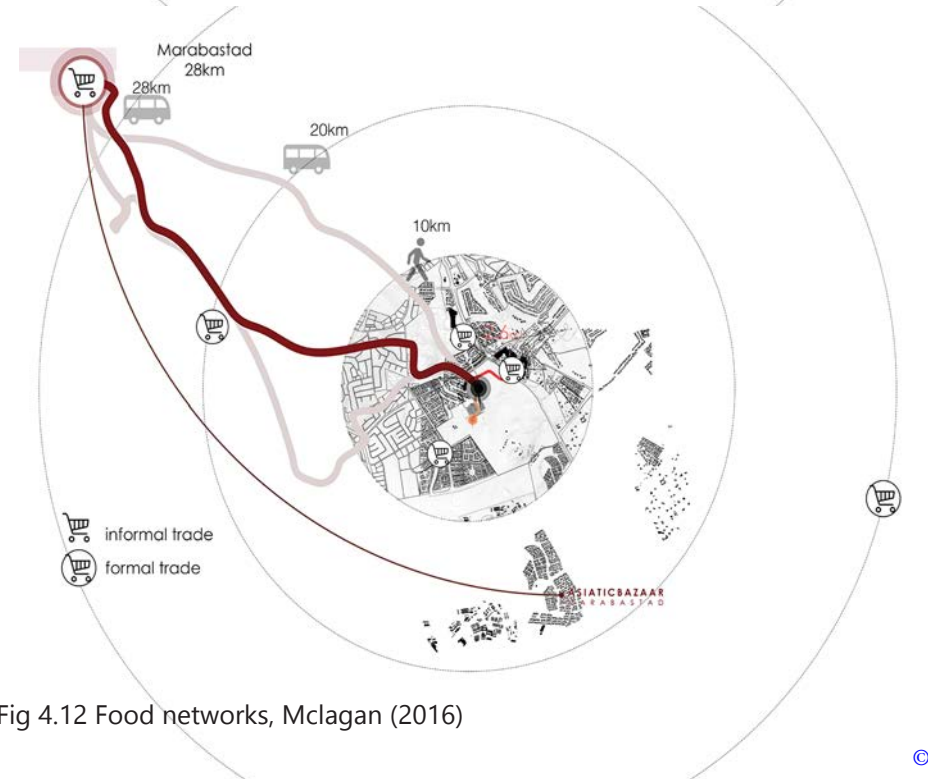 Marabastad
28km
28km
20km
10km
informal trade
formal trade
ASIATICBAZAAR
MARABASTAD
Fig 4.12 Food networks, Mclagan (2016)
©